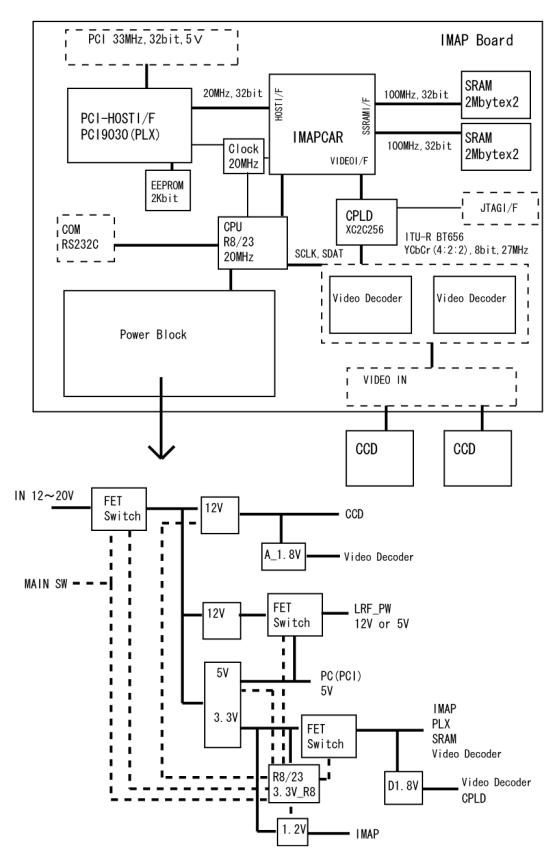 PCI 33MHz, 32bit, 5V
IMAP Board
20MHz, 32bit
HOSTI/F
PCI-HOSTI/F
PCI9030(PLX)
IMAPCAR
SSRAMI/F
VIDEOI/F
100MHz, 32bit
SRAM
2Mbytex2
100MHz, 32bit
SRAM
2Mbytex2
Clock
20MHz
EEPROM
2Kbit
COM
RS232C
CPU
R8/23
20MHz
CPLD
XC2C256
JTAGI/F
ITU-R BT656
YCbCr(4:2:2), 8bit, 27MHz
SCLK, SDAT
Video Decoder
Video Decoder
Power Block
VIDEO IN
CCD
CCD
IN 12～20V
FET
Switch
12V
CCD
A_1.8V
Video Decoder
MAIN SW
12V
FET
Switch
LRF_PW
12V or 5V
5V
PC(PCI)
5V
3.3V
FET
Switch
IMAP
PLX
SRAM
Video Decoder
R8/23
3.3V_R8
D1.8V
Video Decoder
CPLD
1.2V
IMAP